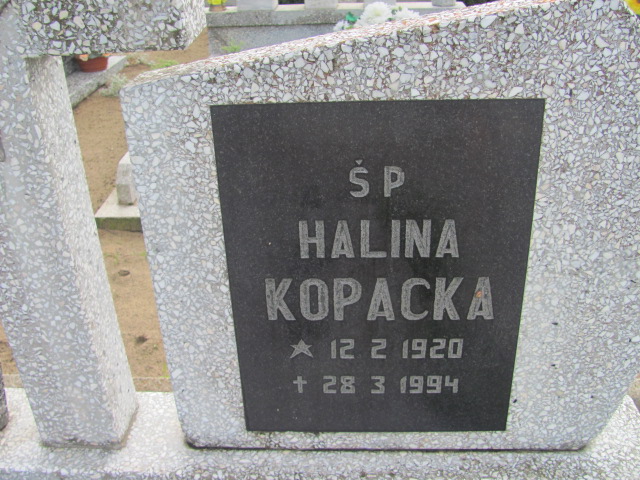 ŚP
HALINA
KOPACKA
☆ 12 2 1920
† 28 3 1994